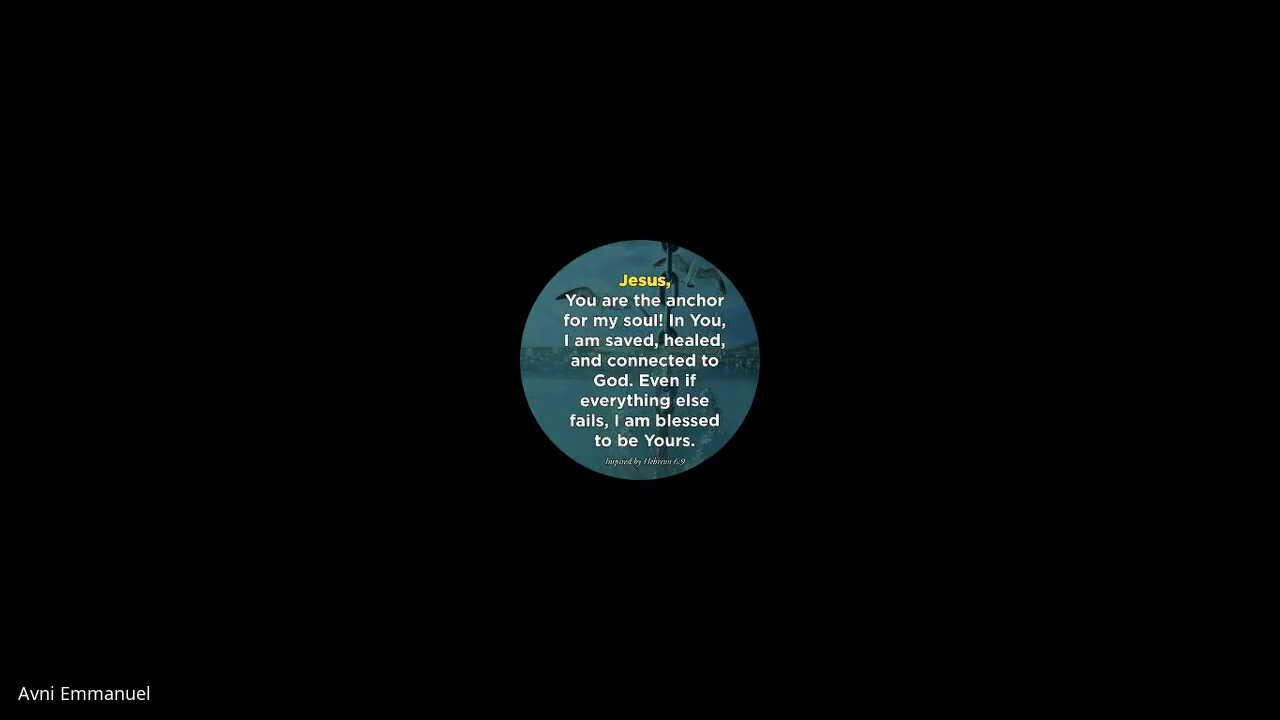 Jesus,
You are the anchor
for my soul! In You,
I am saved, healed,
and connected to
God. Even if
everything else
fails, I am blessed
to be Yours.
Inspired by Hebrews 6:9
Avni Emmanuel